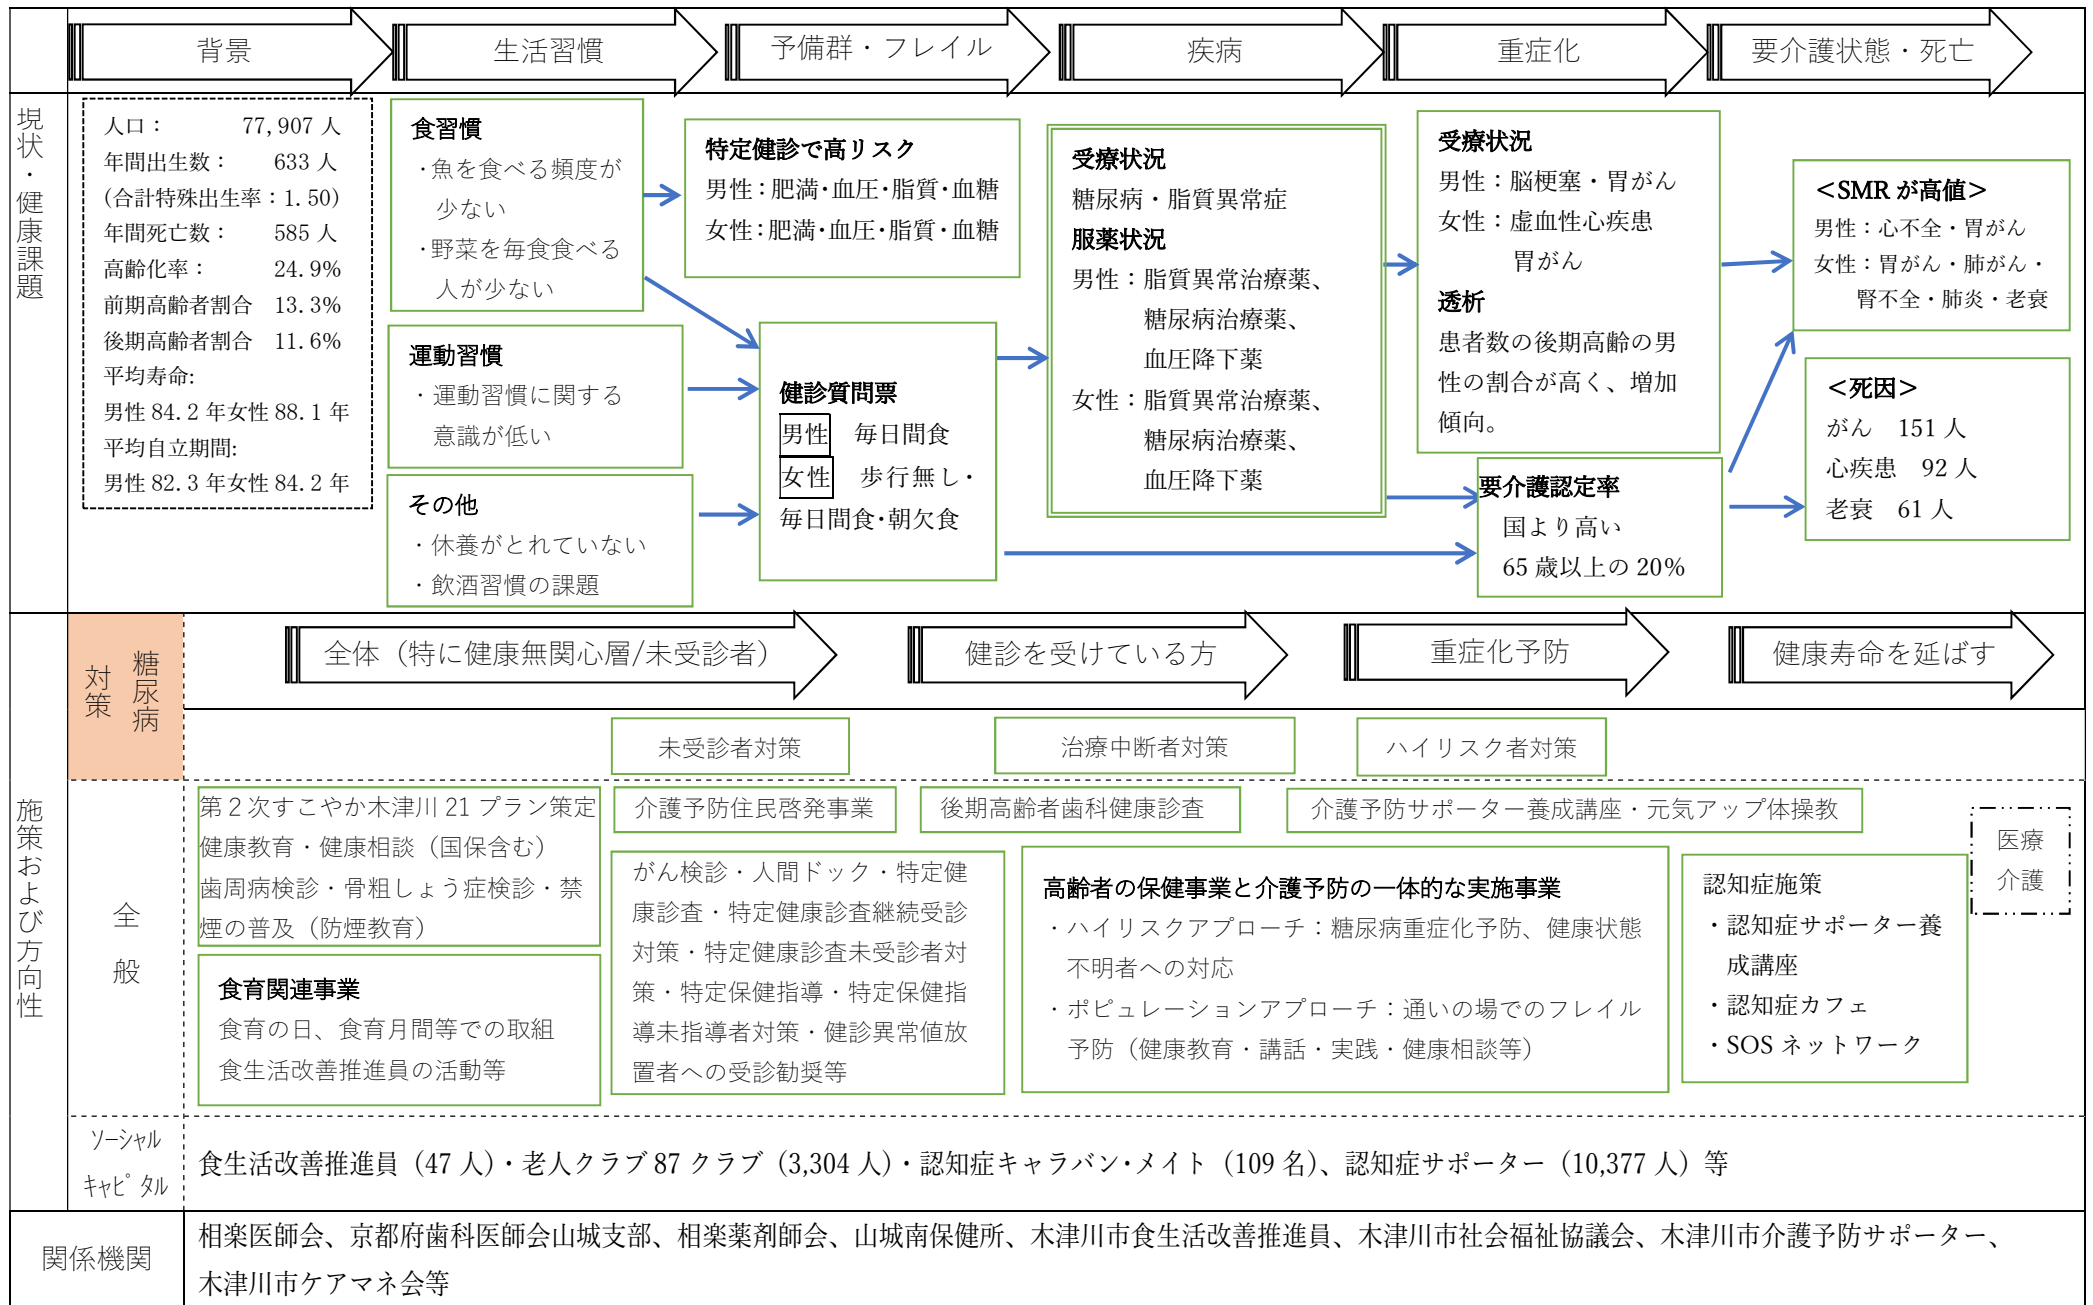 背景
生活習慣
予備群・フレイル
疾病
重症化
要介護状態・死亡
現状・健康課題
人口： 77,907 人
年間出生数： 633 人
(合計特殊出生率：1.50)
年間死亡数： 585 人
高齢化率： 24.9%
前期高齢者割合 13.3%
後期高齢者割合 11.6%
平均寿命:
男性 84.2 年女性 88.1 年
平均自立期間:
男性 82.3 年女性 84.2 年
食習慣
・魚を食べる頻度が
少ない
・野菜を毎食食べる
人が少ない
運動習慣
・運動習慣に関する
意識が低い
その他
・休養がとれていない
・飲酒習慣の課題
特定健診で高リスク
男性：肥満・血圧・脂質・血糖
女性：肥満・血圧・脂質・血糖
健診質問票
男性 毎日間食
女性 歩行無し・
毎日間食・朝欠食
受療状況
糖尿病・脂質異常症
服薬状況
男性：脂質異常治療薬、
糖尿病治療薬、
血圧降下薬
女性：脂質異常治療薬、
糖尿病治療薬、
血圧降下薬
受療状況
男性：脳梗塞・胃がん
女性：虚血性心疾患
胃がん
透析
患者数の後期高齢の男
性の割合が高く、増加
傾向。
要介護認定率
国より高い
65 歳以上の 20%
＜SMR が高値＞
男性：心不全・胃がん
女性：胃がん・肺がん・
腎不全・肺炎・老衰
＜死因＞
がん 151 人
心疾患 92 人
老衰 61 人
施策および方向性
糖尿病
対策
全体（特に健康無関心層/未受診者）
健診を受けている方
重症化予防
健康寿命を延ばす
未受診者対策
治療中断者対策
ハイリスク者対策
全般
第２次すこやか木津川 21 プラン策定
健康教育・健康相談（国保含む）
歯周病検診・骨粗しょう症検診・禁
煙の普及（防煙教育）
食育関連事業
食育の日、食育月間等での取組
食生活改善推進員の活動等
介護予防住民啓発事業
後期高齢者歯科健康診査
介護予防サポーター養成講座・元気アップ体操教
がん検診・人間ドック・特定健
康診査・特定健康診査継続受診
対策・特定健康診査未受診者対
策・特定保健指導・特定保健指
導未指導者対策・健診異常値放
置者への受診勧奨等
高齢者の保健事業と介護予防の一体的な実施事業
・ハイリスクアプローチ：糖尿病重症化予防、健康状態
不明者への対応
・ポピュレーションアプローチ：通いの場でのフレイル
予防（健康教育・講話・実践・健康相談等）
認知症施策
・認知症サポーター養
成講座
・認知症カフェ
・SOS ネットワーク
医療
介護
ｿｰｼｬﾙ
ｷｬﾋﾟﾀﾙ
食生活改善推進員（47 人）・老人クラブ 87 クラブ（3,304 人）・認知症キャラバン・メイト（109 名）、認知症サポーター（10,377 人）等
関係機関
相楽医師会、京都府歯科医師会山城支部、相楽薬剤師会、山城南保健所、木津川市食生活改善推進員、木津川市社会福祉協議会、木津川市介護予防サポーター、
木津川市ケアマネ会等